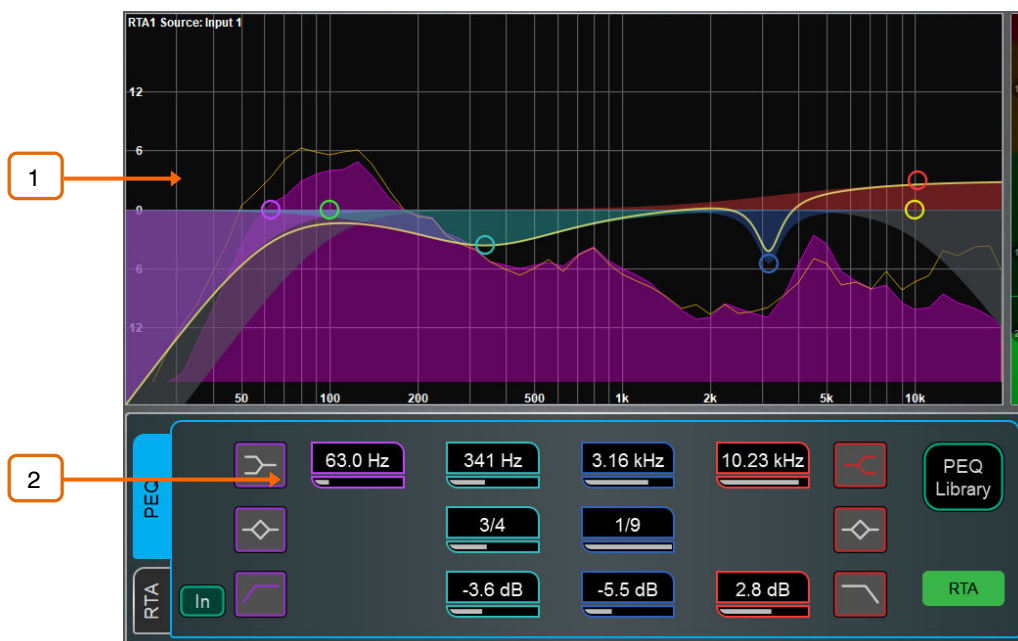 RTA1 Source: Input 1
12
6
0
6
12
50 100 200 500 1k 2k 5k 10k
1
2
PEQ
RTA
63.0 Hz 341 Hz 3.16 kHz 10.23 kHz
PEQ
Library
3/4 1/9
In
-3.6 dB -5.5 dB 2.8 dB
RTA